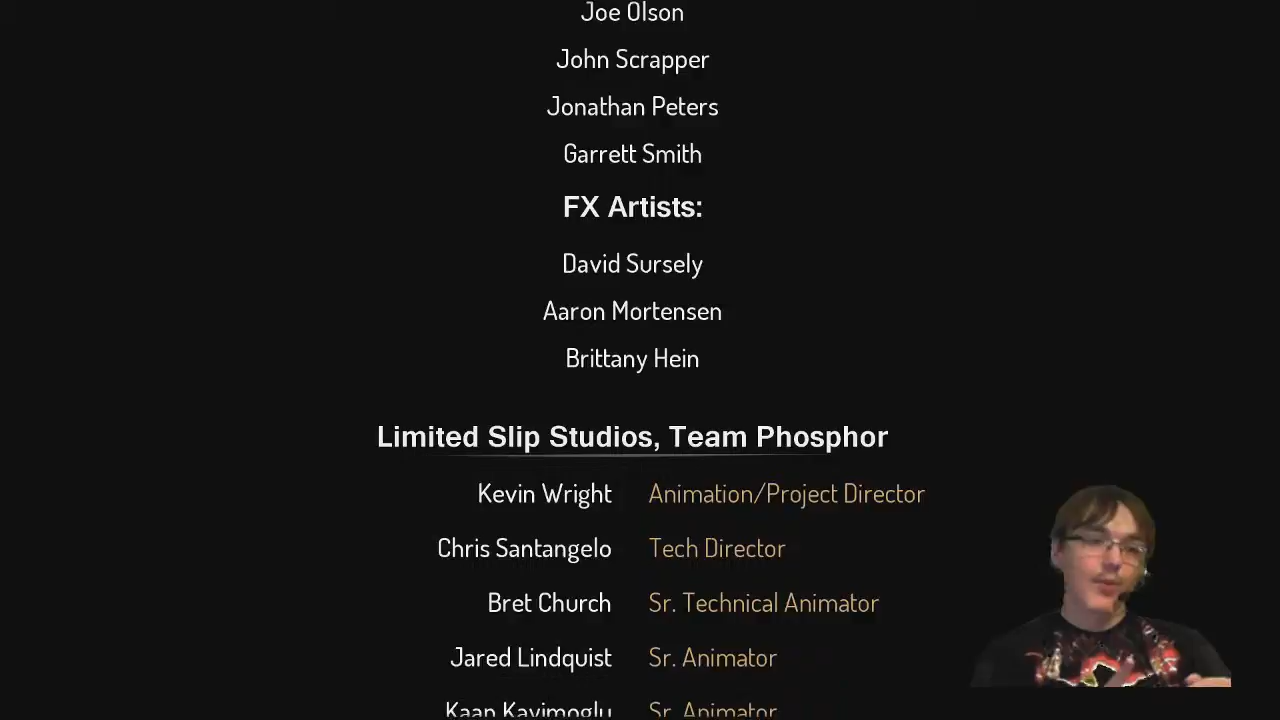 Joe Olson
John Scrapper
Jonathan Peters
Garrett Smith
FX Artists:
David Sursely
Aaron Mortensen
Brittany Hein
Limited Slip Studios, Team Phosphor
Kevin Wright Animation/Project Director
Chris Santangelo Tech Director
Bret Church Sr. Technical Animator
Jared Lindquist Sr. Animator
Kaan Kayimoglu Sr. Animator